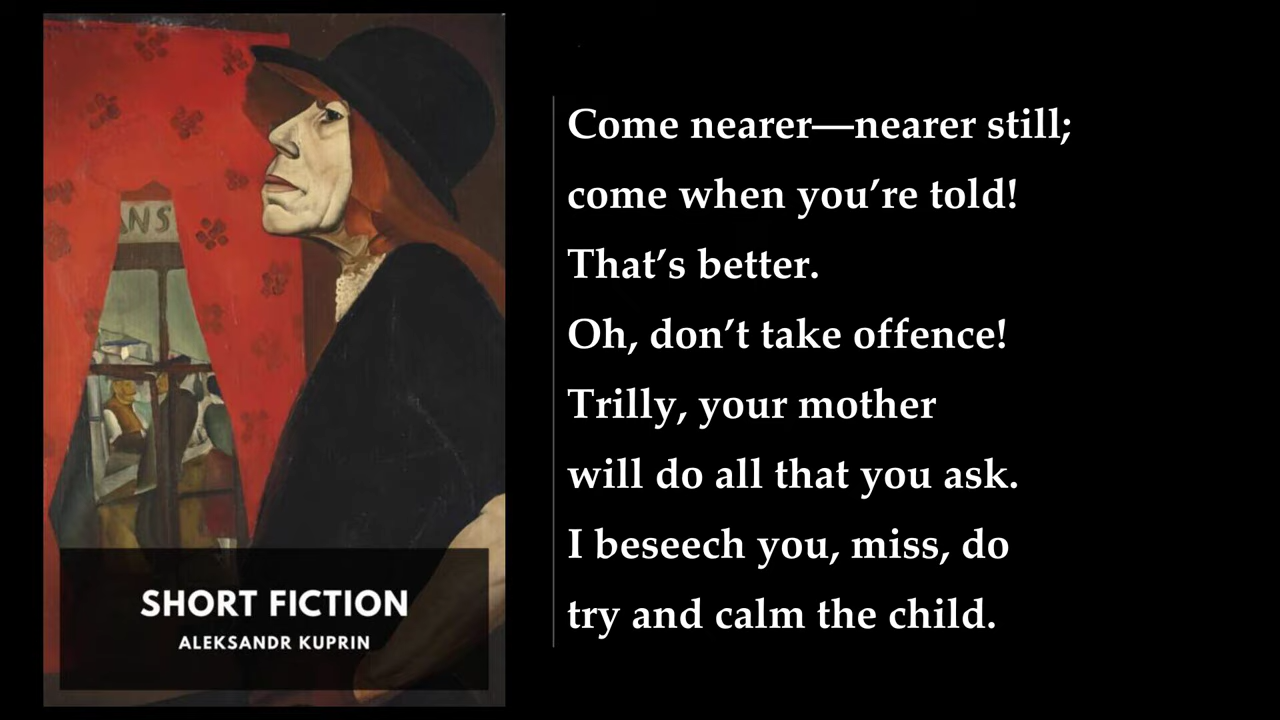 ANS
SHORT FICTION
ALEKSANDR KUPRIN
Come nearer—nearer still;
come when you’re told!
That’s better.
Oh, don’t take offence!
Trilly, your mother
will do all that you ask.
I beseech you, miss, do
try and calm the child.